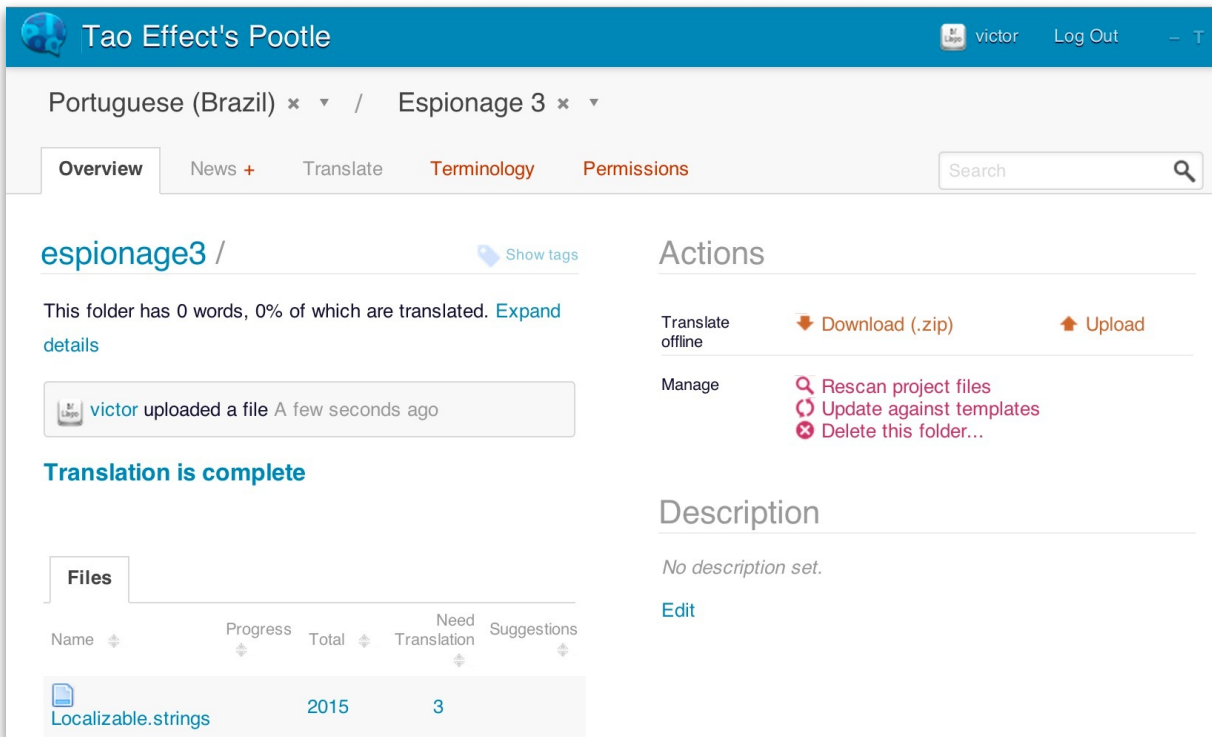 Tao Effect's Pootle
victor Log Out – T
Portuguese (Brazil) × ▼ / Espionage 3 × ▼
Overview News + Translate Terminology Permissions Search
espionage3 / Show tags
This folder has 0 words, 0% of which are translated. Expand
details
victor uploaded a file A few seconds ago
Translation is complete
Files
Name Progress Total Need Translation Suggestions
Localizable.strings 2015 3
Actions
Translate offline Download (.zip) Upload
Manage Rescan project files
Update against templates
Delete this folder...
Description
No description set.
Edit